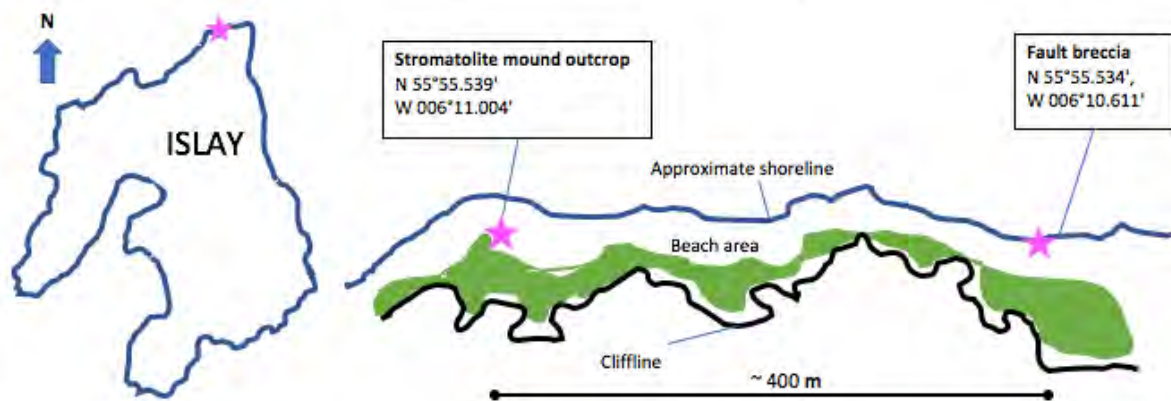 N
ISLAY
Stromatolite mound outcrop
N 55°55.539'
W 006°11.004'
Fault breccia
N 55°55.534',
W 006°10.611'
Approximate shoreline
Beach area
Cliffline
~ 400 m